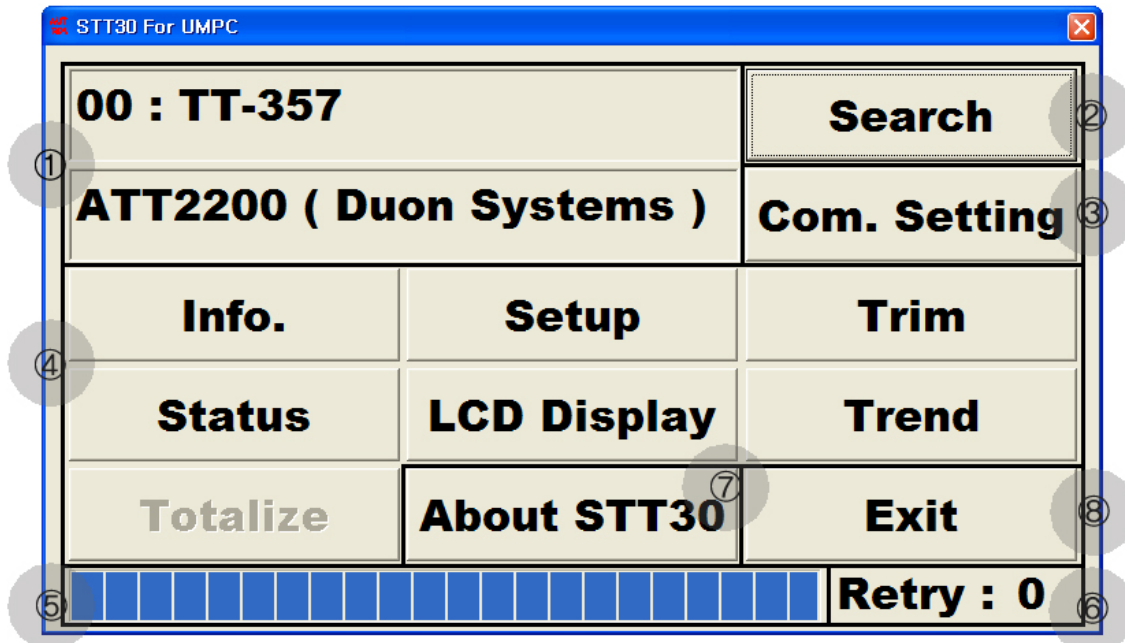 STT30 For UMPC
00 : TT-357
Search
②
①
ATT2200 ( Duon Systems )
Com. Setting
③
Info.
Setup
Trim
④
Status
LCD Display
Trend
⑦
Totalize
About STT30
Exit
⑧
⑤
Retry : 0
⑥